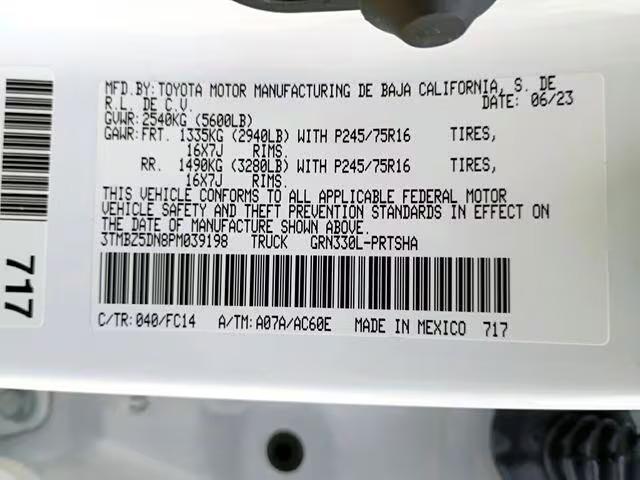 MFD.BY:TOYOTA MOTOR MANUFACTURING DE BAJA CALIFORNIA, S. DE
R.L. DE C.V. DATE: 06/23
GVWR:2540KG (5600LB)
GAWR:FRT. 1335KG (2940LB) WITH P245/75R16 TIRES,
16X7J RIMS.
RR. 1490KG (3280LB) WITH P245/75R16 TIRES,
16X7J RIMS.
THIS VEHICLE CONFORMS TO ALL APPLICABLE FEDERAL MOTOR
VEHICLE SAFETY AND THEFT PREVENTION STANDARDS IN EFFECT ON
THE DATE OF MANUFACTURE SHOWN ABOVE.
3TMBZ5DN8PM039198 TRUCK GRN330L-PRTSHA
C/TR:040/FC14 A/TM:A07A/AC60E MADE IN MEXICO 717
717